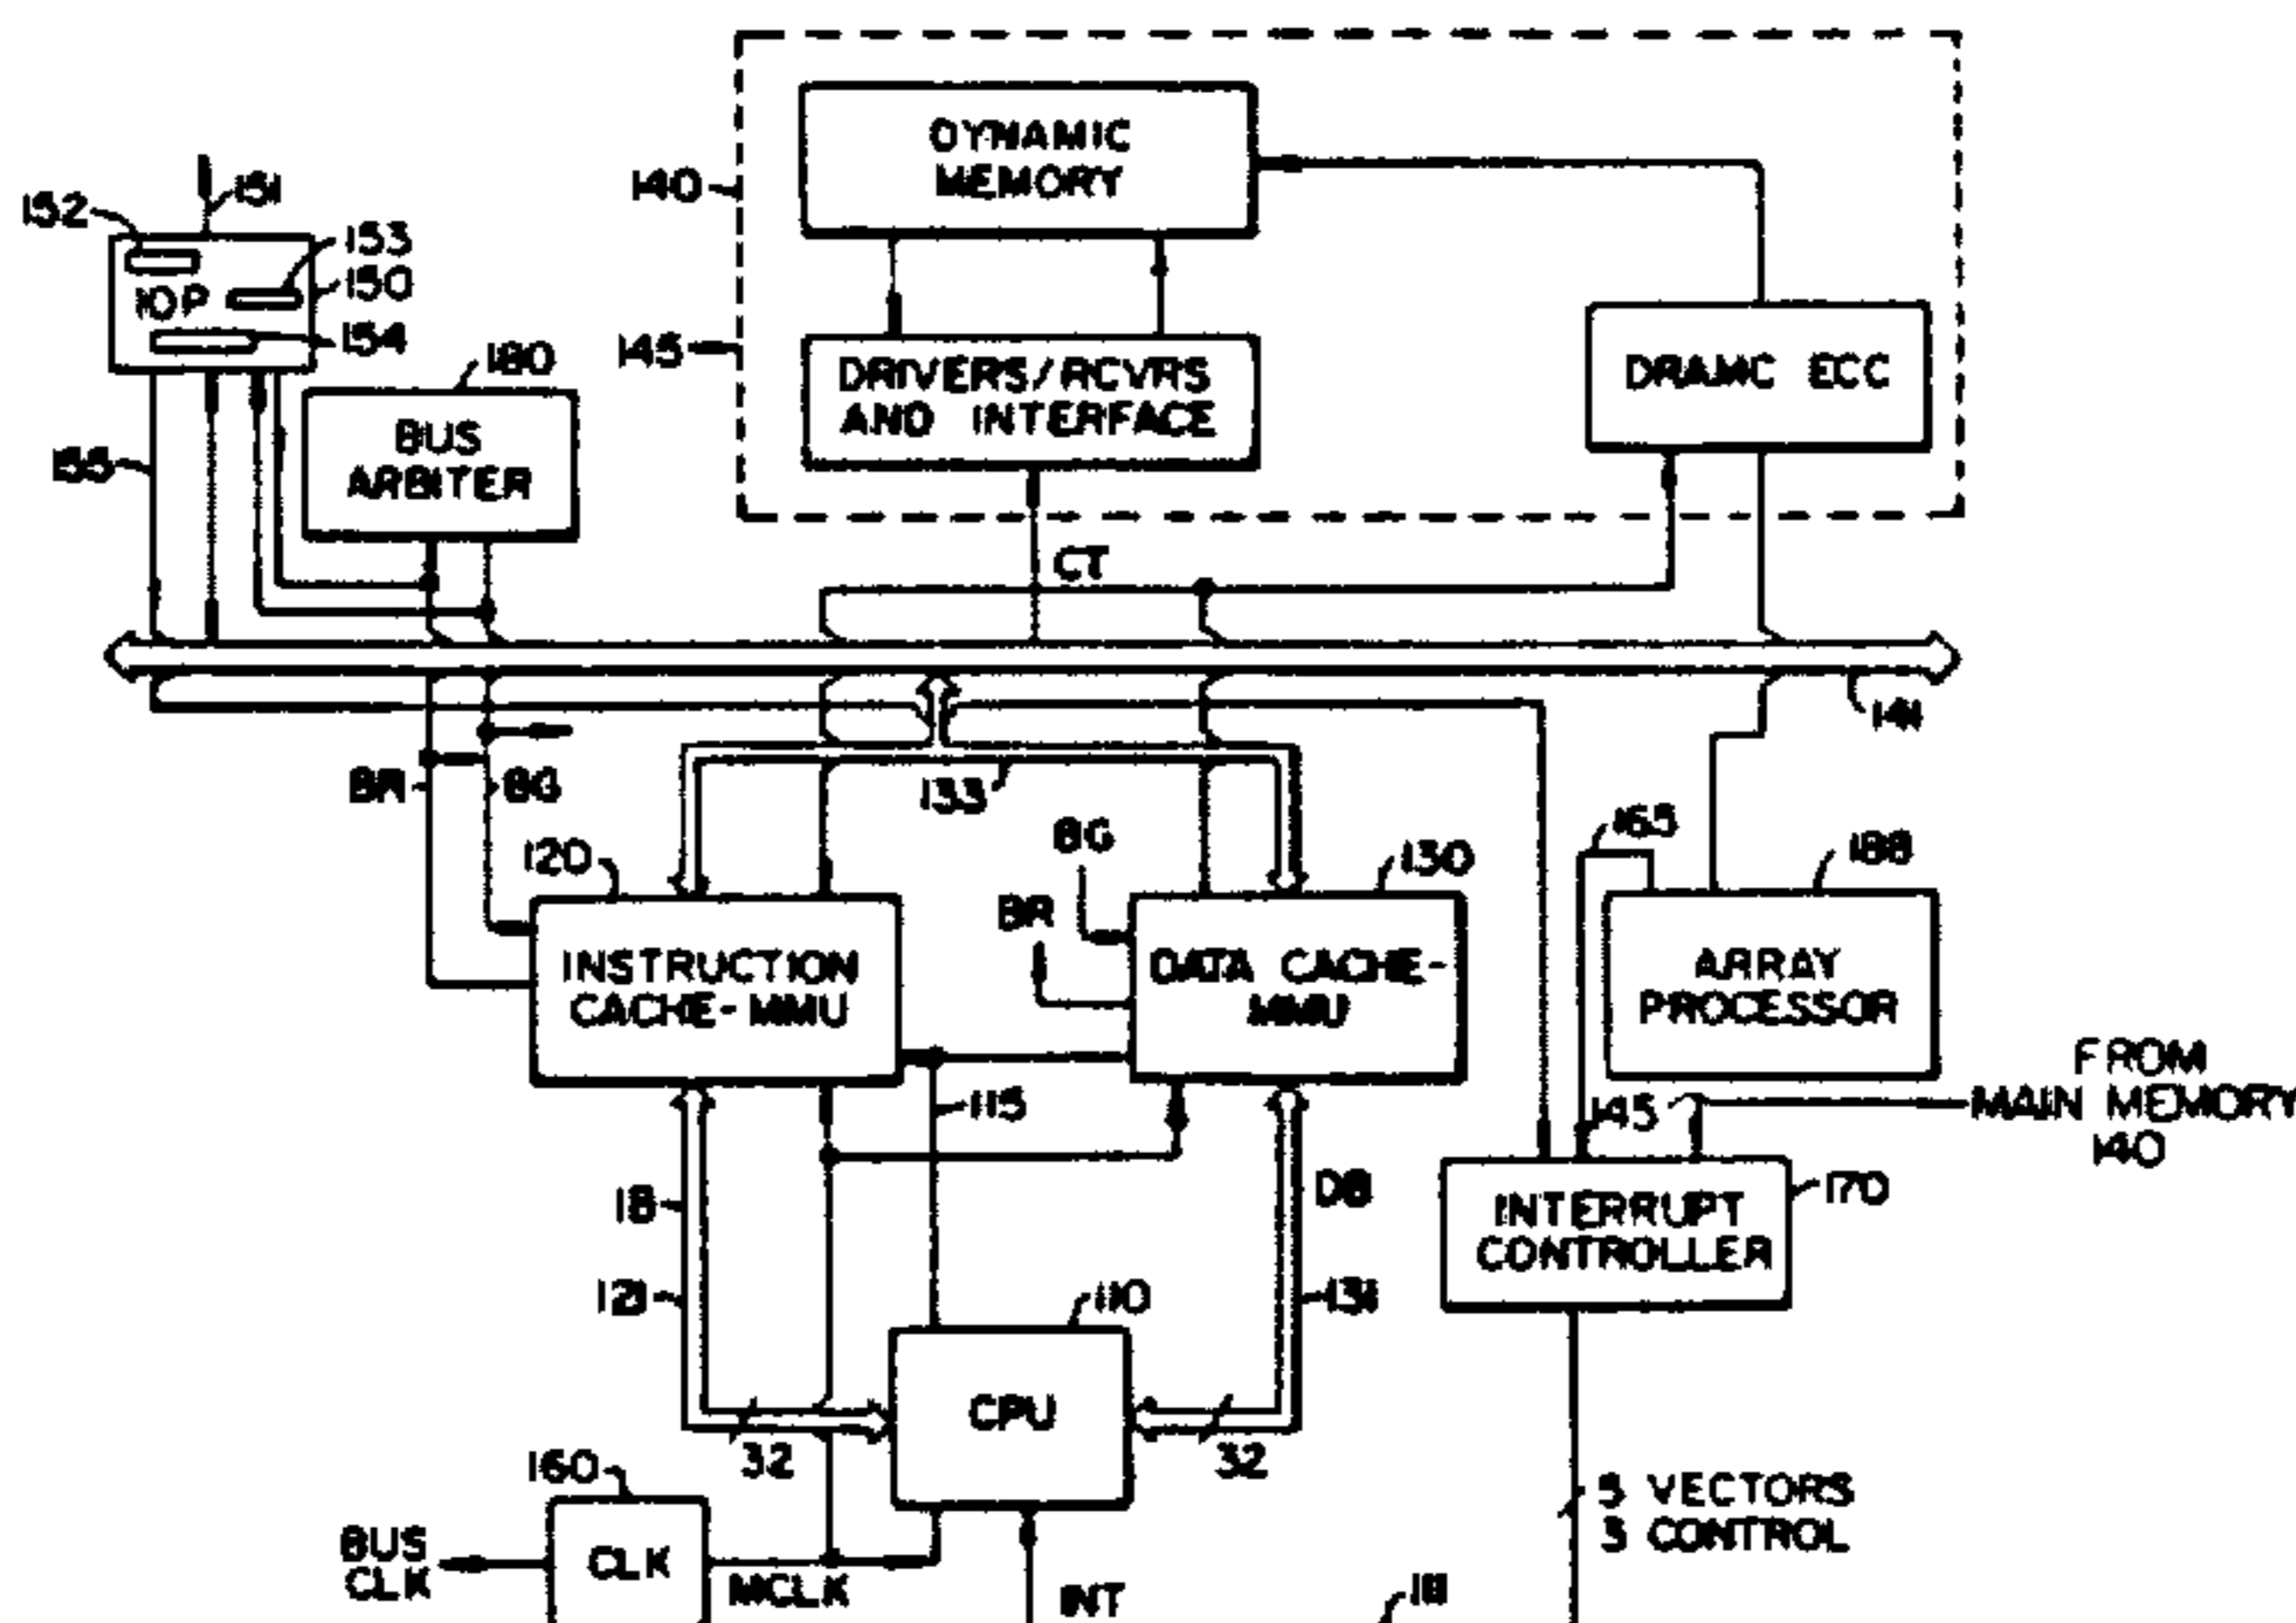 DYNAMIC
MEMORY
140
151
152
153
150
IOP
154
180
145
DRIVERS/RCVRS
AND INTERFACE
DRAMC ECC
BUS
ARBITER
155
CT
141
BR
BG
133
165
188
120
BG
130
BR
INSTRUCTION
CACHE-MMU
DATA CACHE-
MMU
ARRAY
PROCESSOR
FROM
MAIN MEMORY
140
115
145
170
INTERRUPT
CONTROLLER
DB
121
110
131
CPU
32
32
160
5 VECTORS
3 CONTROL
BUS
CLK
CLK
MCLK
INT